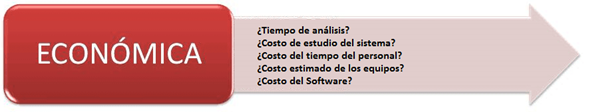 ECONÓMICA
¿Tiempo de análisis?
¿Costo de estudio del sistema?
¿Costo del tiempo del personal?
¿Costo estimado de los equipos?
¿Costo del Software?